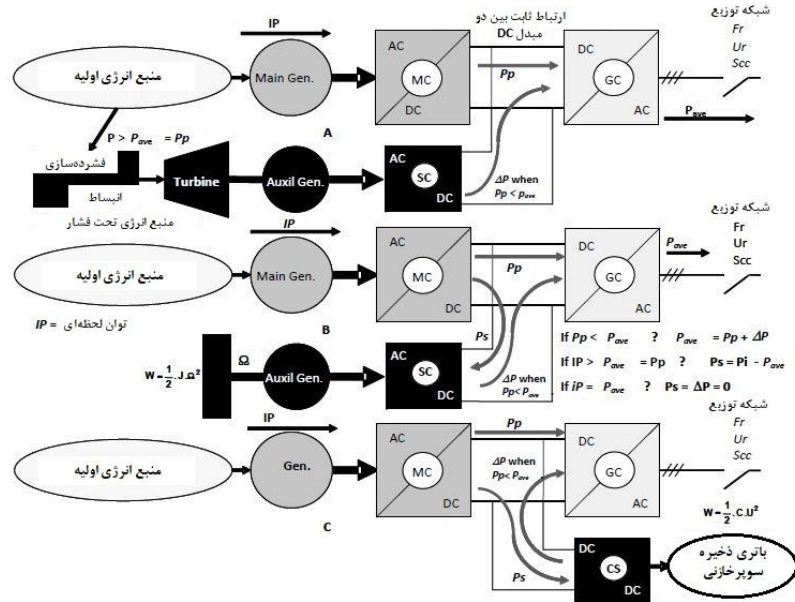 IP
ارتباط ثابت بین دو
مبدل DC
شبکه توزیع
Fr
Ur
Scc
منبع انرژی اولیه
Main Gen.
AC
MC
DC
Pp
DC
GC
AC
P ave
A
P > Pave = Pp
فشرده‌سازی
انبساط
Turbine
Auxil Gen.
AC
SC
DC
ΔP when
Pp < Pave
منبع انرژی تحت فشار
IP
شبکه توزیع
Fr
Ur
Scc
منبع انرژی اولیه
Main Gen.
AC
MC
DC
Pp
DC
GC
AC
Pave
IP = توان لحظه‌ای
B
Ps
If Pp < Pave ? Pave = Pp + ΔP
If IP > Pave = Pp ? Ps = Pi - Pave
If iP = Pave ? Ps = ΔP = 0
W = 1/2 .J.Ω²
Ω
Auxil Gen.
AC
SC
DC
ΔP when
Pp < Pave
IP
شبکه توزیع
Fr
Ur
Scc
منبع انرژی اولیه
Gen.
AC
MC
DC
Pp
ΔP when
Pp < Pave
DC
GC
AC
C
W = 1/2 .C.U²
Ps
DC
CS
DC
باتری ذخیره
سوپرخازنی